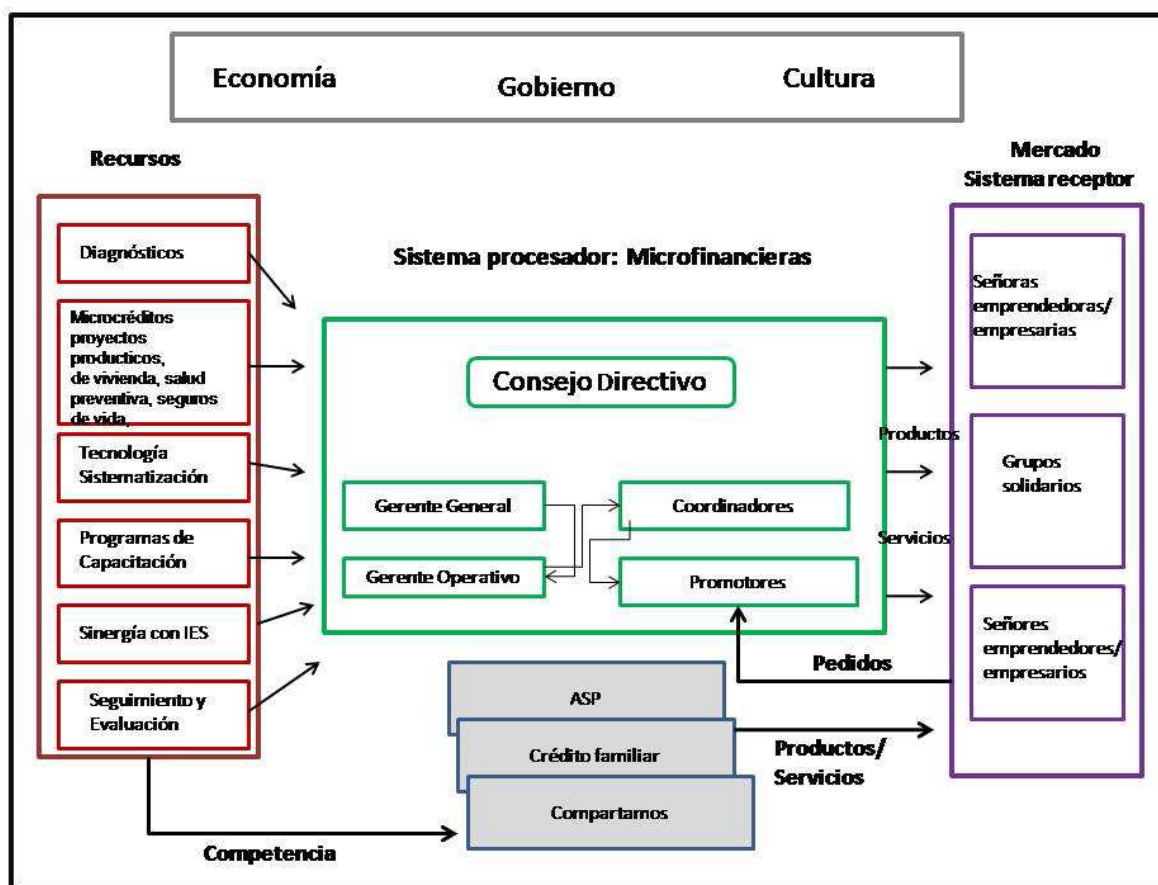 Economía
Gobierno
Cultura
Recursos
Mercado
Sistema receptor
Diagnósticos
Microcréditos
proyectos
producticos,
de vivienda, salud
preventiva, seguros
de vida,
Tecnología
Sistematización
Programas de
Capacitación
Sinergía con IES
Seguimiento y
Evaluación
Sistema procesador: Microfinancieras
Consejo Directivo
Gerente General
Coordinadores
Gerente Operativo
Promotores
Productos
Servicios
Señoras
emprendedoras/
empresarias
Grupos
solidarios
Señores
emprendedores/
empresarios
Pedidos
ASP
Crédito familiar
Compartamos
Productos/
Servicios
Competencia